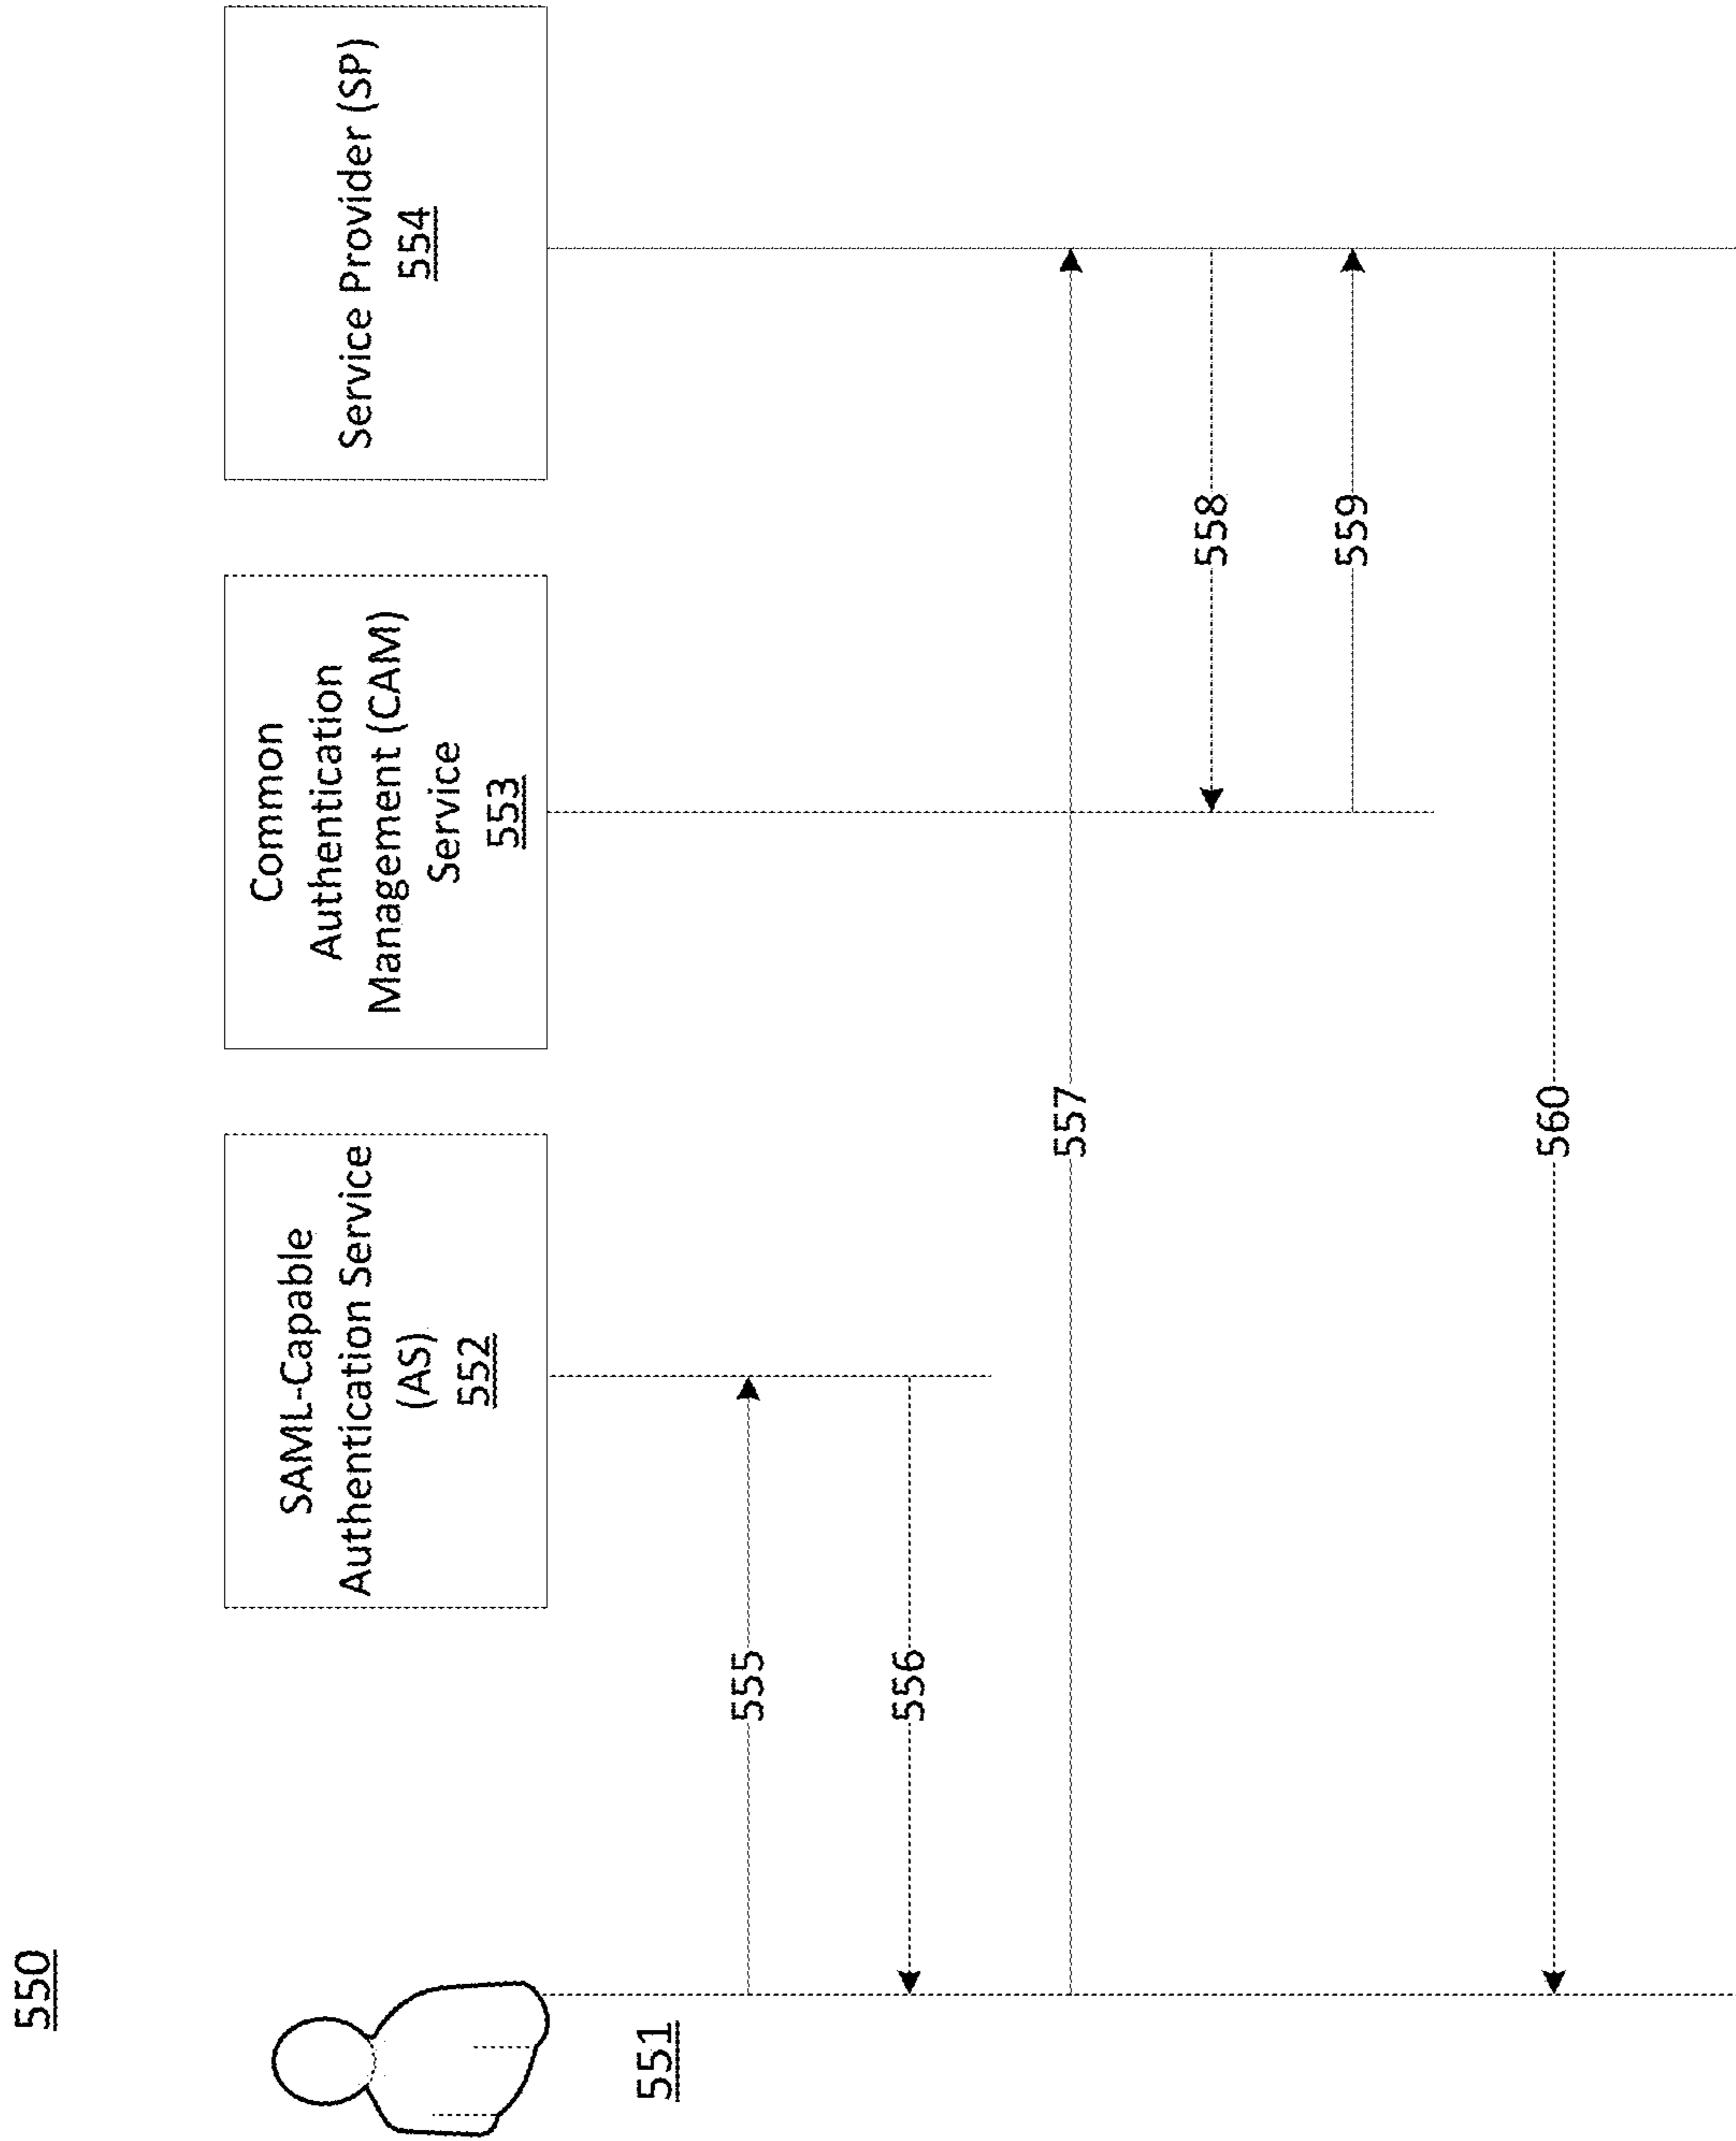 550
551
SAML-Capable
Authentication Service
(AS)
552
Common
Authentication
Management (CAM)
Service
553
Service Provider (SP)
554
555
556
557
558
559
560